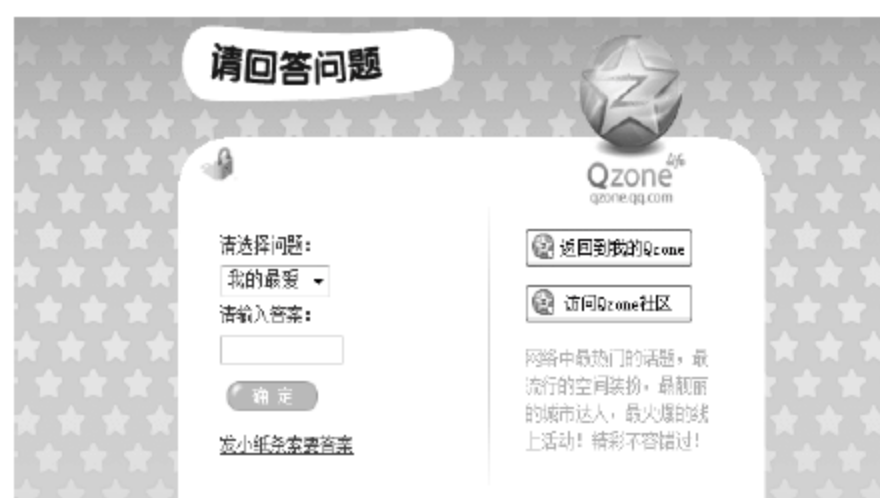 请回答问题
Qzone life
qzone.qq.com
请选择问题：
我的最爱
请输入答案：
确 定
发小纸条索要答案
返回到我的Qzone
访问Qzone社区
网络中最热门的话题，最
流行的空间装扮，最靓丽
的城市达人，最火爆的线
上活动！精彩不容错过！